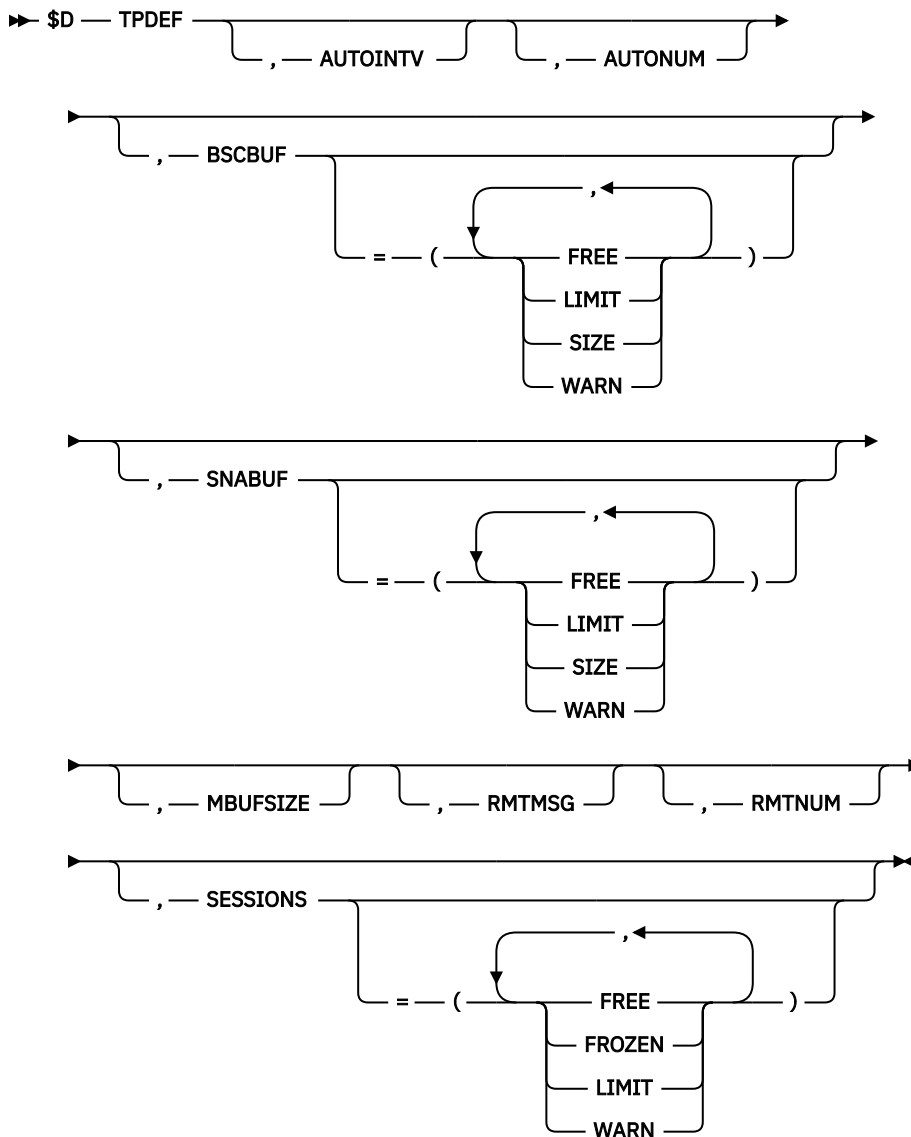 $D TPDEF
, AUTOINTV , AUTONUM
, BSCBUF
,
= ( FREE )
LIMIT
SIZE
WARN
, SNABUF
,
= ( FREE )
LIMIT
SIZE
WARN
, MBUFSIZE , RMTMSG , RMTNUM
, SESSIONS
,
= ( FREE )
FROZEN
LIMIT
WARN